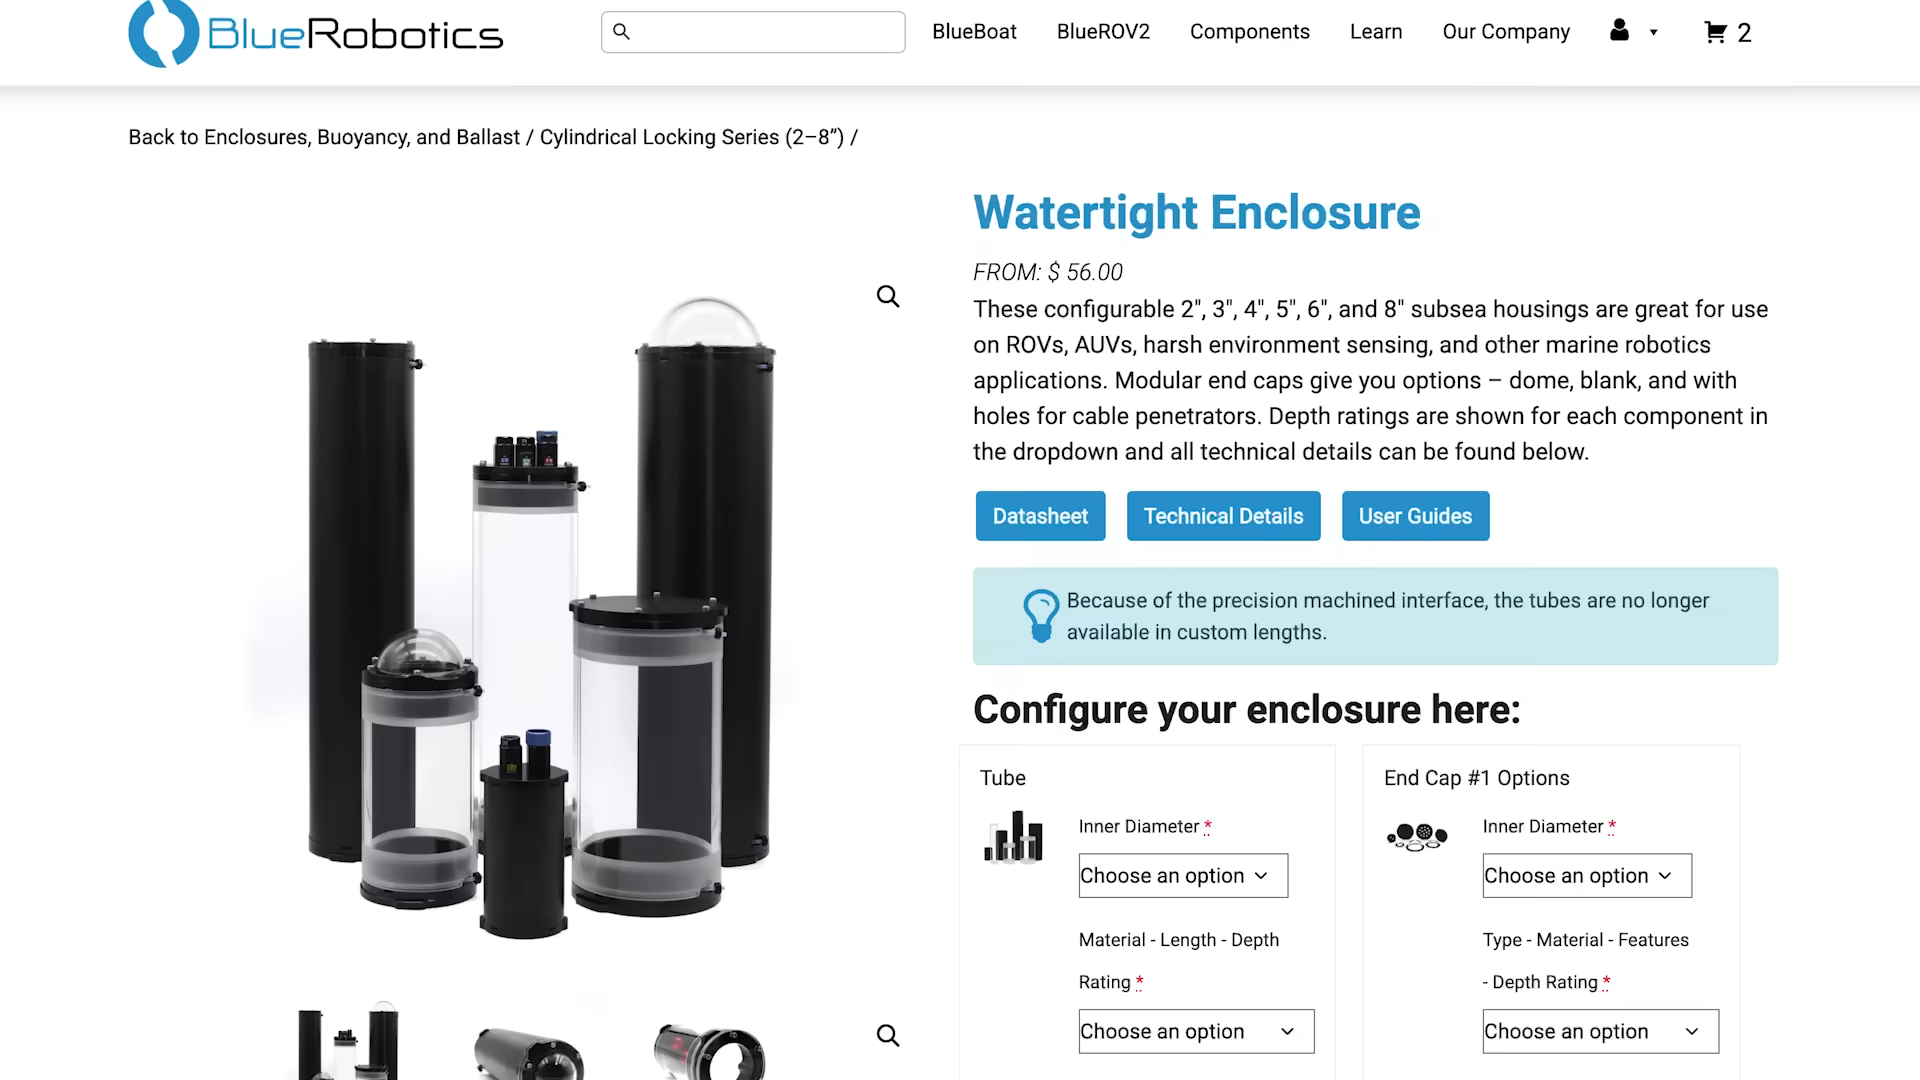 BlueRobotics
BlueBoat
BlueROV2
Components
Learn
Our Company
2
Back to Enclosures, Buoyancy, and Ballast / Cylindrical Locking Series (2–8”) /
Watertight Enclosure
FROM: $ 56.00
These configurable 2", 3", 4", 5", 6", and 8" subsea housings are great for use
on ROVs, AUVs, harsh environment sensing, and other marine robotics
applications. Modular end caps give you options – dome, blank, and with
holes for cable penetrators. Depth ratings are shown for each component in
the dropdown and all technical details can be found below.
Datasheet
Technical Details
User Guides
Because of the precision machined interface, the tubes are no longer
available in custom lengths.
Configure your enclosure here:
Tube
Inner Diameter *
Choose an option
Material - Length - Depth
Rating *
Choose an option
End Cap #1 Options
Inner Diameter *
Choose an option
Type - Material - Features
- Depth Rating *
Choose an option